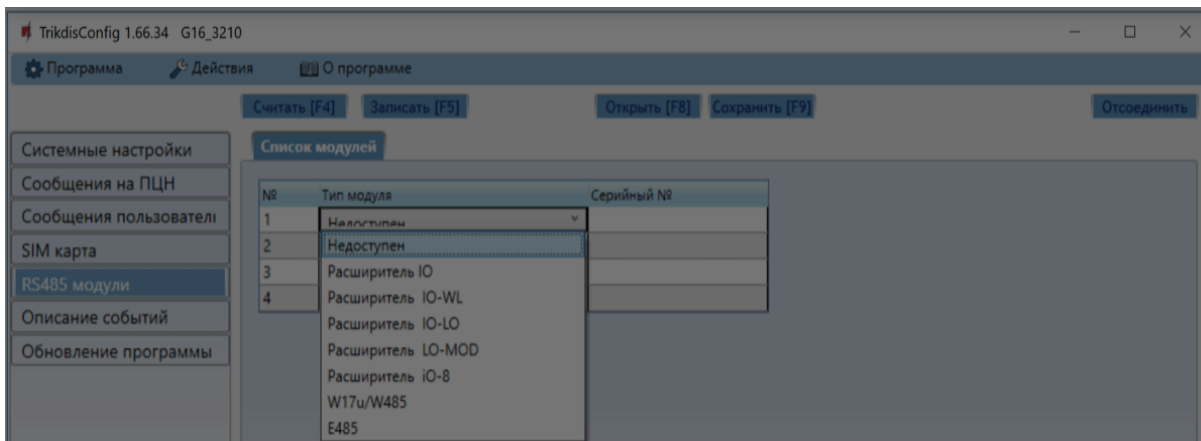 TrikdisConfig 1.66.34 G16_3210
Программа Действия О программе
Считать [F4] Записать [F5] Открыть [F8] Сохранить [F9] Отсоединить
Системные настройки
Сообщения на ПЦН
Сообщения пользовател
SIM карта
RS485 модули
Описание событий
Обновление программы
Список модулей
№ Тип модуля Серийный №
1 Недоступен
2
3
4
Недоступен
Расширитель IO
Расширитель IO-WL
Расширитель IO-LO
Расширитель LO-MOD
Расширитель iO-8
W17u/W485
E485